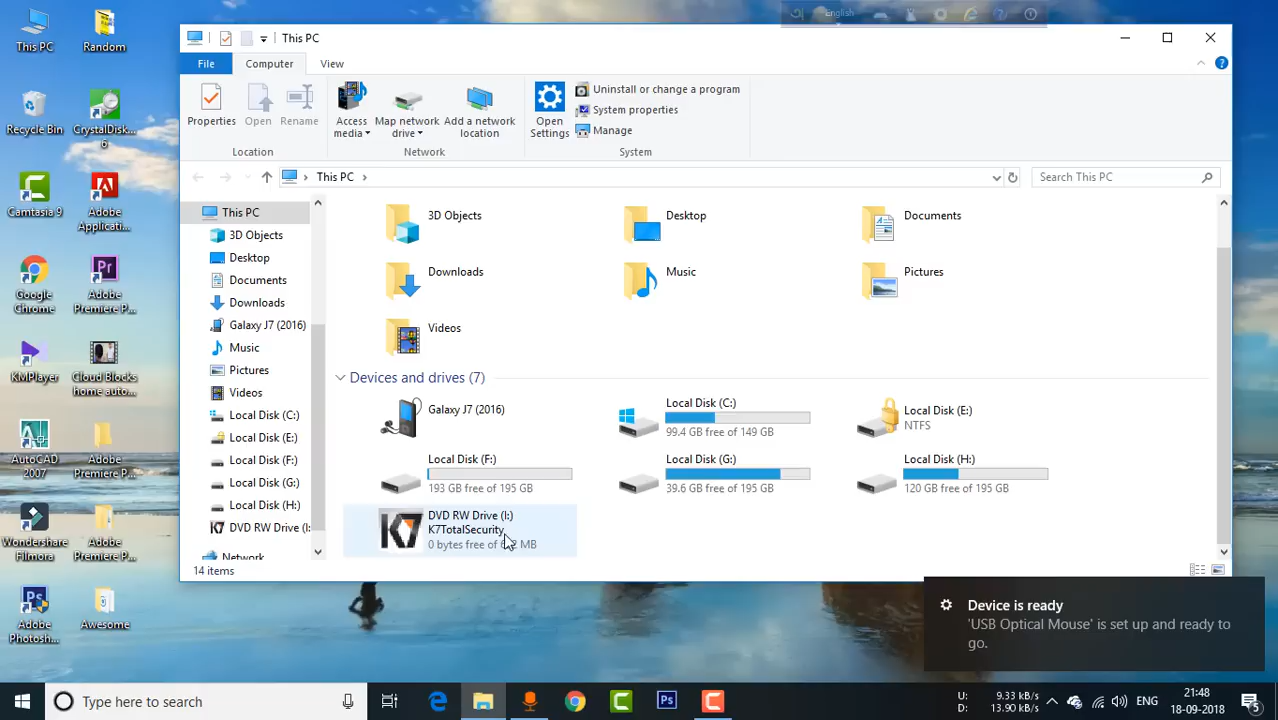 This PC
Random
Recycle Bin
CrystalDisk...
6
Camtasia 9
Adobe
Applicati...
Google
Chrome
Adobe
Premiere P...
KMPlayer
Cloud Blocks
home auto...
AutoCAD
2007
Adobe
Premiere P...
Wondershare
Filmora
Adobe
Photosh...
Awesome
English
This PC
File
Computer
View
Properties
Open
Rename
Location
Access
media
Map network
drive
Add a network
location
Network
Open
Settings
Uninstall or change a program
System properties
Manage
System
This PC
Search This PC
This PC
3D Objects
Desktop
Documents
Downloads
Galaxy J7 (2016)
Music
Pictures
Videos
Local Disk (C:)
Local Disk (E:)
Local Disk (F:)
Local Disk (G:)
Local Disk (H:)
DVD RW Drive (I:
Network
3D Objects
Desktop
Documents
Downloads
Music
Pictures
Videos
Devices and drives (7)
Galaxy J7 (2016)
Local Disk (C:)
99.4 GB free of 149 GB
Local Disk (E:)
NTFS
Local Disk (F:)
193 GB free of 195 GB
Local Disk (G:)
39.6 GB free of 195 GB
Local Disk (H:)
120 GB free of 195 GB
K7
DVD RW Drive (I:)
K7TotalSecurity
0 bytes free of MB
14 items
Device is ready
'USB Optical Mouse' is set up and ready to
go.
Type here to search
U: 9.33 kB/s
D: 13.90 kB/s
ENG
21:48
18-09-2018
5